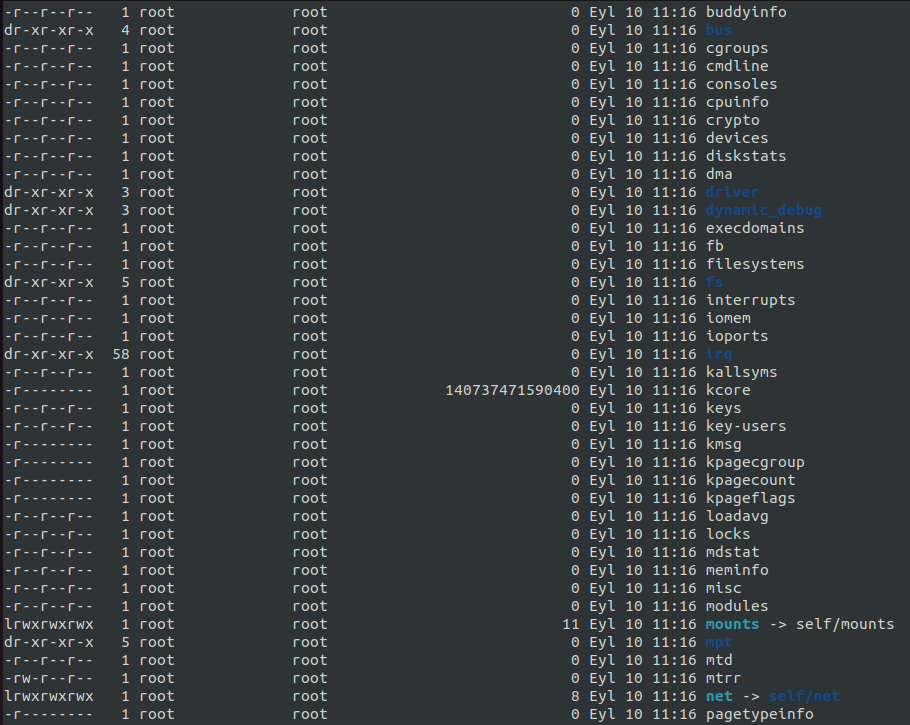 -r--r--r-- 1 root root 0 Eyl 10 11:16 buddyinfo
dr-xr-xr-x 4 root root 0 Eyl 10 11:16 bus
-r--r--r-- 1 root root 0 Eyl 10 11:16 cgroups
-r--r--r-- 1 root root 0 Eyl 10 11:16 cmdline
-r--r--r-- 1 root root 0 Eyl 10 11:16 consoles
-r--r--r-- 1 root root 0 Eyl 10 11:16 cpuinfo
-r--r--r-- 1 root root 0 Eyl 10 11:16 crypto
-r--r--r-- 1 root root 0 Eyl 10 11:16 devices
-r--r--r-- 1 root root 0 Eyl 10 11:16 diskstats
-r--r--r-- 1 root root 0 Eyl 10 11:16 dma
dr-xr-xr-x 3 root root 0 Eyl 10 11:16 driver
dr-xr-xr-x 3 root root 0 Eyl 10 11:16 dynamic_debug
-r--r--r-- 1 root root 0 Eyl 10 11:16 execdomains
-r--r--r-- 1 root root 0 Eyl 10 11:16 fb
-r--r--r-- 1 root root 0 Eyl 10 11:16 filesystems
dr-xr-xr-x 5 root root 0 Eyl 10 11:16 fs
-r--r--r-- 1 root root 0 Eyl 10 11:16 interrupts
-r--r--r-- 1 root root 0 Eyl 10 11:16 iomem
-r--r--r-- 1 root root 0 Eyl 10 11:16 ioports
dr-xr-xr-x 58 root root 0 Eyl 10 11:16 irq
-r--r--r-- 1 root root 0 Eyl 10 11:16 kallsyms
-r-------- 1 root root 140737471590400 Eyl 10 11:16 kcore
-r--r--r-- 1 root root 0 Eyl 10 11:16 keys
-r--r--r-- 1 root root 0 Eyl 10 11:16 key-users
-r-------- 1 root root 0 Eyl 10 11:16 kmsg
-r-------- 1 root root 0 Eyl 10 11:16 kpagecgroup
-r-------- 1 root root 0 Eyl 10 11:16 kpagecount
-r-------- 1 root root 0 Eyl 10 11:16 kpageflags
-r--r--r-- 1 root root 0 Eyl 10 11:16 loadavg
-r--r--r-- 1 root root 0 Eyl 10 11:16 locks
-r--r--r-- 1 root root 0 Eyl 10 11:16 mdstat
-r--r--r-- 1 root root 0 Eyl 10 11:16 meminfo
-r--r--r-- 1 root root 0 Eyl 10 11:16 misc
-r--r--r-- 1 root root 0 Eyl 10 11:16 modules
lrwxrwxrwx 1 root root 11 Eyl 10 11:16 mounts -> self/mounts
dr-xr-xr-x 5 root root 0 Eyl 10 11:16 mpt
-r--r--r-- 1 root root 0 Eyl 10 11:16 mtd
-rw-r--r-- 1 root root 0 Eyl 10 11:16 mtrr
lrwxrwxrwx 1 root root 8 Eyl 10 11:16 net -> self/net
-r-------- 1 root root 0 Eyl 10 11:16 pagetypeinfo